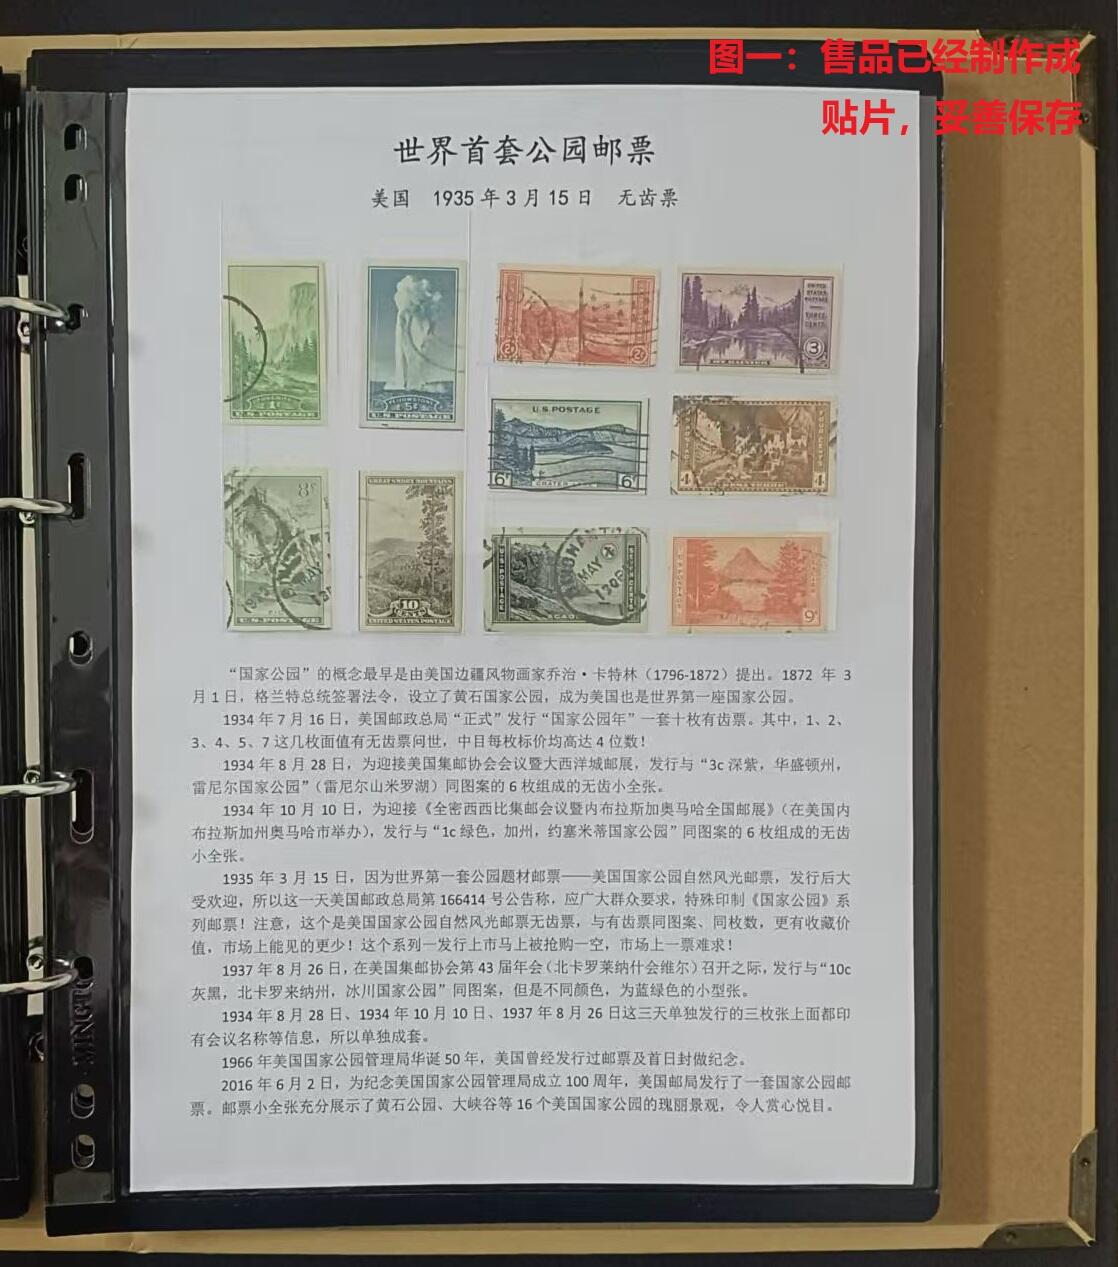 图一：售品已经制作成
贴片，妥善保存
世界首套公园邮票
美国 1935 年 3 月 15 日 无齿票
U.S. POSTAGE
U.S. POSTAGE
2¢ 2¢
UNITED STATES POSTAGE THREE CENTS
3
MT RAINIER
U.S POSTAGE
6¢ CRATER 6¢
4 4
8¢
U.S. POSTAGE
GREAT SMOKY MOUNTAINS
10 CENTS
UNITED STATES POSTAGE
U.S. POSTAGE
SEVEN CENTS
MAY
9¢
“国家公园”的概念最早是由美国边疆风物画家乔治·卡特林（1796-1872）提出。1872 年 3
月 1 日，格兰特总统签署法令，设立了黄石国家公园，成为美国也是世界第一座国家公园。
1934 年 7 月 16 日，美国邮政总局“正式”发行“国家公园年”一套十枚有齿票。其中，1、2、
3、4、5、7 这几枚面值有无齿票问世，中目每枚标价均高达 4 位数！
1934 年 8 月 28 日，为迎接美国集邮协会会议暨大西洋城邮展，发行与“3c 深紫，华盛顿州，
雷尼尔国家公园”（雷尼尔山米罗湖）同图案的 6 枚组成的无齿小全张。
1934 年 10 月 10 日，为迎接《全密西西比集邮会议暨内布拉斯加奥马哈全国邮展》（在美国内
布拉斯加州奥马哈市举办），发行与“1c 绿色，加州，约塞米蒂国家公园”同图案的 6 枚组成的无齿
小全张。
1935 年 3 月 15 日，因为世界第一套公园题材邮票——美国国家公园自然风光邮票，发行后大
受欢迎，所以这一天美国邮政总局第 166414 号公告称，应广大群众要求，特殊印制《国家公园》系
列邮票！注意，这个是美国国家公园自然风光邮票无齿票，与有齿票同图案、同枚数，更有收藏价
值，市场上能见的更少！这个系列一发行上市马上被抢购一空，市场上一票难求！
1937 年 8 月 26 日，在美国集邮协会第 43 届年会（北卡罗莱纳什会维尔）召开之际，发行与“10c
灰黑，北卡罗来纳州，冰川国家公园”同图案，但是不同颜色，为蓝绿色的小型张。
1934 年 8 月 28 日、1934 年 10 月 10 日、1937 年 8 月 26 日这三天单独发行的三枚张上面都印
有会议名称等信息，所以单独成套。
1966 年美国国家公园管理局华诞 50 年，美国曾经发行过邮票及首日封做纪念。
2016 年 6 月 2 日，为纪念美国国家公园管理局成立 100 周年，美国邮局发行了一套国家公园邮
票。邮票小全张充分展示了黄石公园、大峡谷等 16 个美国国家公园的瑰丽景观，令人赏心悦目。